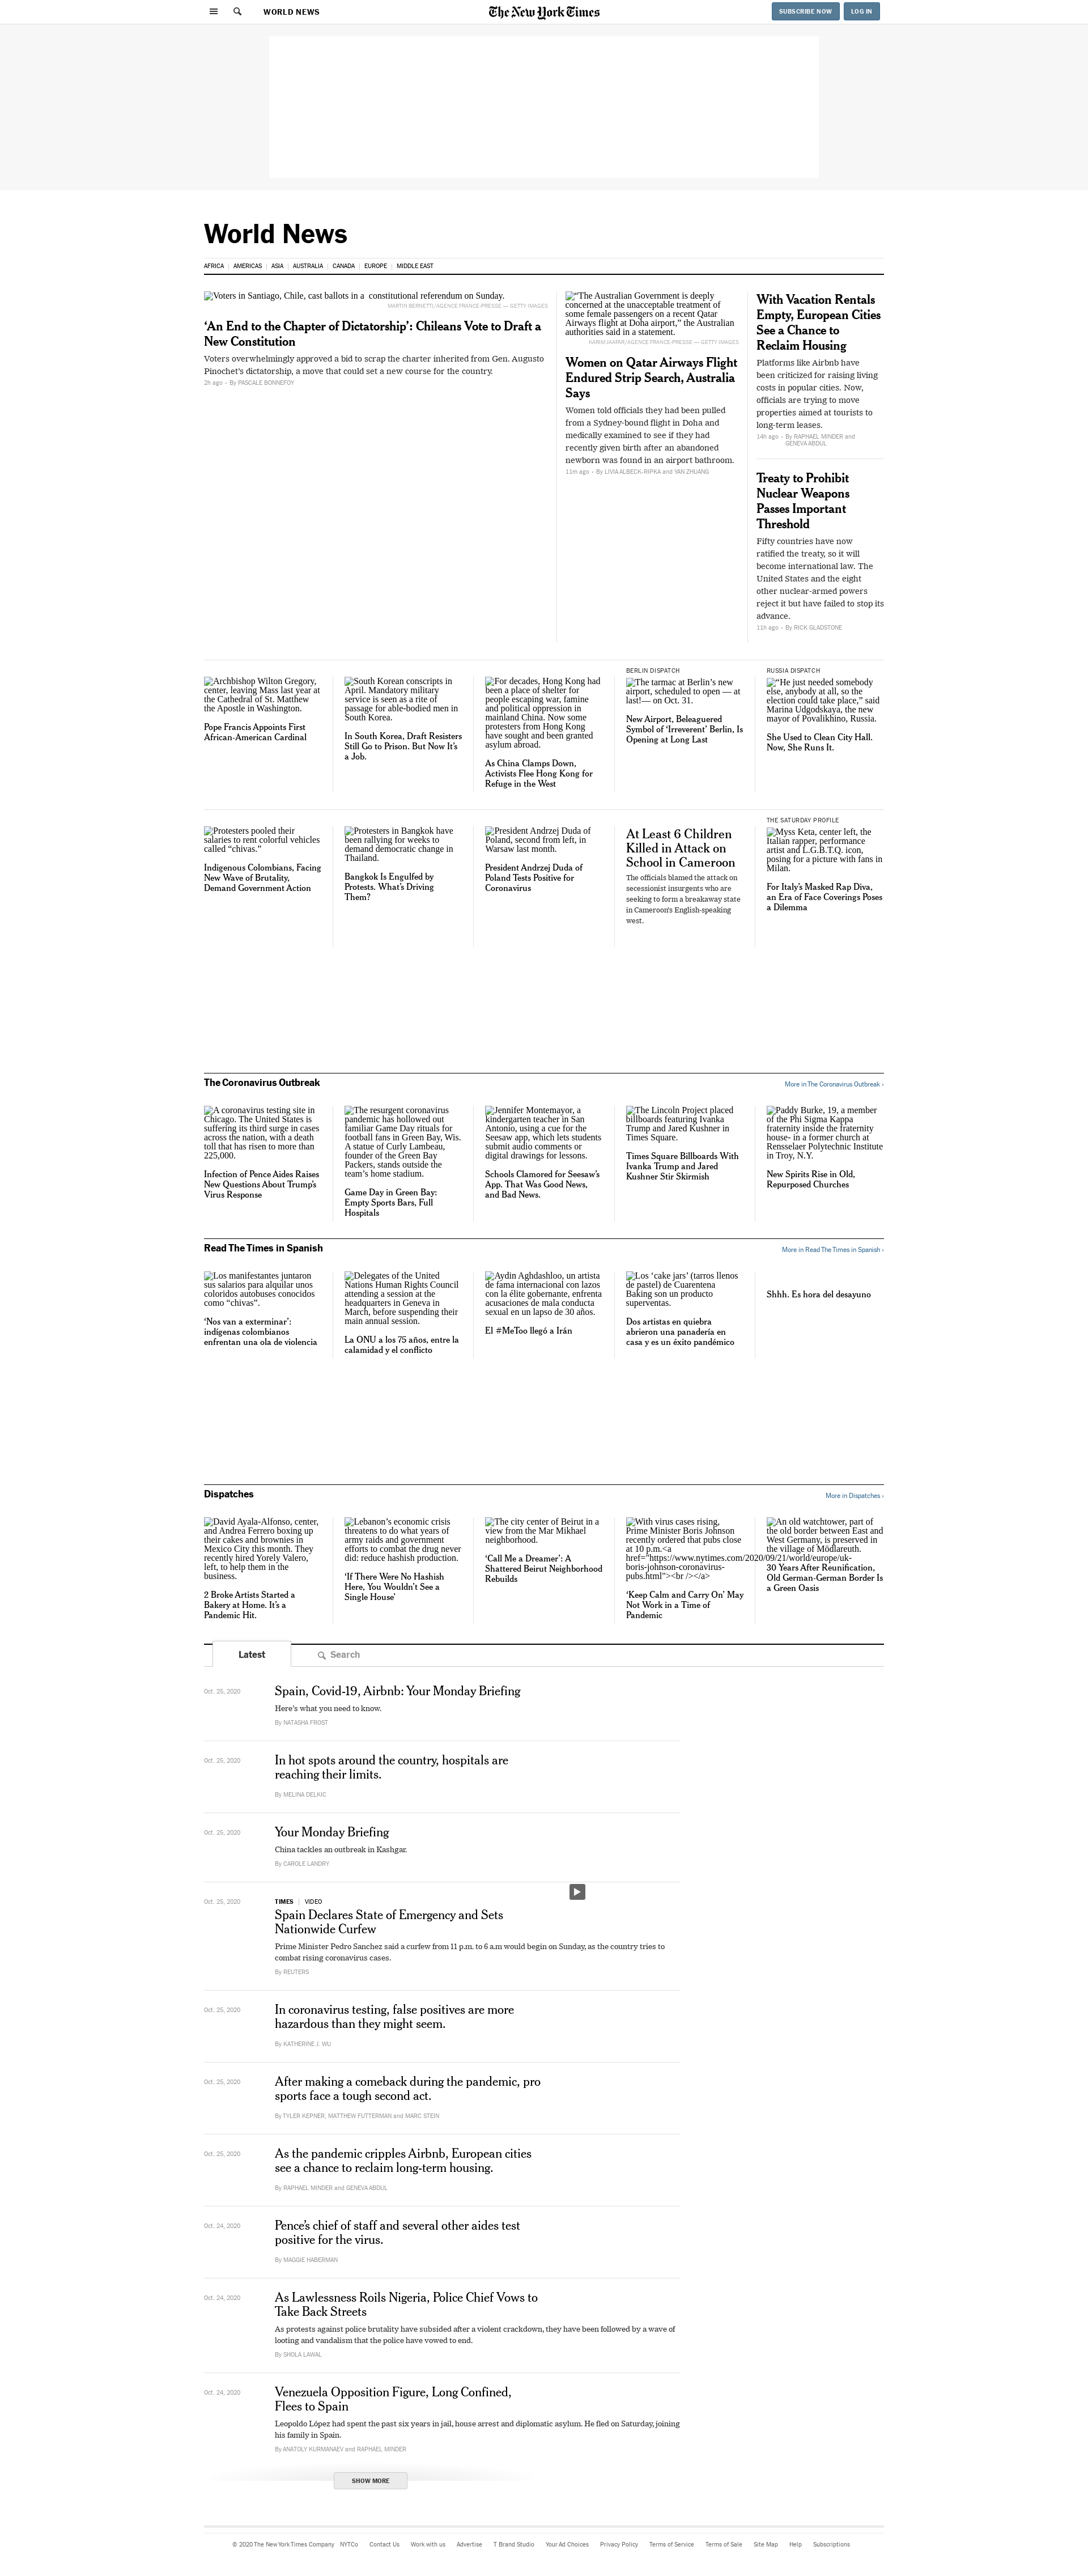 WORLD NEWS
The New York Times
SUBSCRIBE NOW
LOG IN
World News
AFRICA
AMERICAS
ASIA
AUSTRALIA
CANADA
EUROPE
MIDDLE EAST
Voters in Santiago, Chile, cast ballots in a constitutional referendum on Sunday.
MARTIN BERNETTI/AGENCE FRANCE-PRESSE — GETTY IMAGES
‘An End to the Chapter of Dictatorship’: Chileans Vote to Draft a
New Constitution
Voters overwhelmingly approved a bid to scrap the charter inherited from Gen. Augusto
Pinochet’s dictatorship, a move that could set a new course for the country.
2h ago - By PASCALE BONNEFOY
“The Australian Government is deeply
concerned at the unacceptable treatment of
some female passengers on a recent Qatar
Airways flight at Doha airport,” the Australian
authorities said in a statement.
KARIM JAAFAR/AGENCE FRANCE-PRESSE — GETTY IMAGES
Women on Qatar Airways Flight
Endured Strip Search, Australia
Says
Women told officials they had been pulled
from a Sydney-bound flight in Doha and
medically examined to see if they had
recently given birth after an abandoned
newborn was found in an airport bathroom.
11m ago - By LIVIA ALBECK-RIPKA and YAN ZHUANG
With Vacation Rentals
Empty, European Cities
See a Chance to
Reclaim Housing
Platforms like Airbnb have
been criticized for raising living
costs in popular cities. Now,
officials are trying to move
properties aimed at tourists to
long-term leases.
14h ago - By RAPHAEL MINDER and
GENEVA ABDUL
Treaty to Prohibit
Nuclear Weapons
Passes Important
Threshold
Fifty countries have now
ratified the treaty, so it will
become international law. The
United States and the eight
other nuclear-armed powers
reject it but have failed to stop its
advance.
11h ago - By RICK GLADSTONE
Archbishop Wilton Gregory,
center, leaving Mass last year at
the Cathedral of St. Matthew
the Apostle in Washington.
Pope Francis Appoints First
African-American Cardinal
South Korean conscripts in
April. Mandatory military
service is seen as a rite of
passage for able-bodied men in
South Korea.
In South Korea, Draft Resisters
Still Go to Prison. But Now It’s
a Job.
For decades, Hong Kong had
been a place of shelter for
people escaping war, famine
and political oppression in
mainland China. Now some
protesters from Hong Kong
have sought and been granted
asylum abroad.
As China Clamps Down,
Activists Flee Hong Kong for
Refuge in the West
BERLIN DISPATCH
The tarmac at Berlin’s new
airport, scheduled to open — at
last!— on Oct. 31.
New Airport, Beleaguered
Symbol of ‘Irreverent’ Berlin, Is
Opening at Long Last
RUSSIA DISPATCH
“He just needed somebody
else, anybody at all, so the
election could take place,” said
Marina Udgodskaya, the new
mayor of Povalikhino, Russia.
She Used to Clean City Hall.
Now, She Runs It.
Protesters pooled their
salaries to rent colorful vehicles
called “chivas.”
Indigenous Colombians, Facing
New Wave of Brutality,
Demand Government Action
Protesters in Bangkok have
been rallying for weeks to
demand democratic change in
Thailand.
Bangkok Is Engulfed by
Protests. What’s Driving
Them?
President Andrzej Duda of
Poland, second from left, in
Warsaw last month.
President Andrzej Duda of
Poland Tests Positive for
Coronavirus
At Least 6 Children
Killed in Attack on
School in Cameroon
The officials blamed the attack on
secessionist insurgents who are
seeking to form a breakaway state
in Cameroon's English-speaking
west.
THE SATURDAY PROFILE
Myss Keta, center left, the
Italian rapper, performance
artist and L.G.B.T.Q. icon,
posing for a picture with fans in
Milan.
For Italy’s Masked Rap Diva,
an Era of Face Coverings Poses
a Dilemma
The Coronavirus Outbreak
More in The Coronavirus Outbreak ›
A coronavirus testing site in
Chicago. The United States is
suffering its third surge in cases
across the nation, with a death
toll that has risen to more than
225,000.
Infection of Pence Aides Raises
New Questions About Trump’s
Virus Response
The resurgent coronavirus
pandemic has hollowed out
familiar Game Day rituals for
football fans in Green Bay, Wis.
A statue of Curly Lambeau,
founder of the Green Bay
Packers, stands outside the
team’s home stadium.
Game Day in Green Bay:
Empty Sports Bars, Full
Hospitals
Jennifer Montemayor, a
kindergarten teacher in San
Antonio, using a cue for the
Seesaw app, which lets students
submit audio comments or
digital drawings for lessons.
Schools Clamored for Seesaw’s
App. That Was Good News,
and Bad News.
The Lincoln Project placed
billboards featuring Ivanka
Trump and Jared Kushner in
Times Square.
Times Square Billboards With
Ivanka Trump and Jared
Kushner Stir Skirmish
Paddy Burke, 19, a member
of the Phi Sigma Kappa
fraternity inside the fraternity
house- in a former church at
Rensselaer Polytechnic Institute
in Troy, N.Y.
New Spirits Rise in Old,
Repurposed Churches
Read The Times in Spanish
More in Read The Times in Spanish ›
Los manifestantes juntaron
sus salarios para alquilar unos
coloridos autobuses conocidos
como “chivas”.
‘Nos van a exterminar’:
indígenas colombianos
enfrentan una ola de violencia
Delegates of the United
Nations Human Rights Council
attending a session at the
headquarters in Geneva in
March, before suspending their
main annual session.
La ONU a los 75 años, entre la
calamidad y el conflicto
Aydin Aghdashloo, un artista
de fama internacional con lazos
con la élite gobernante, enfrenta
acusaciones de mala conducta
sexual en un lapso de 30 años.
El #MeToo llegó a Irán
Los ‘cake jars’ (tarros llenos
de pastel) de Cuarentena
Baking son un producto
superventas.
Dos artistas en quiebra
abrieron una panadería en
casa y es un éxito pandémico
Shhh. Es hora del desayuno
Dispatches
More in Dispatches ›
David Ayala-Alfonso, center,
and Andrea Ferrero boxing up
their cakes and brownies in
Mexico City this month. They
recently hired Yorely Valero,
left, to help them in the
business.
2 Broke Artists Started a
Bakery at Home. It’s a
Pandemic Hit.
Lebanon’s economic crisis
threatens to do what years of
army raids and government
efforts to combat the drug never
did: reduce hashish production.
‘If There Were No Hashish
Here, You Wouldn’t See a
Single House’
The city center of Beirut in a
view from the Mar Mikhael
neighborhood.
‘Call Me a Dreamer’: A
Shattered Beirut Neighborhood
Rebuilds
With virus cases rising,
Prime Minister Boris Johnson
recently ordered that pubs close
at 10 p.m.<a
href="https://www.nytimes.com/2020/09/21/world/europe/uk-
boris-johnson-coronavirus-
pubs.html"><br /></a>
‘Keep Calm and Carry On’ May
Not Work in a Time of
Pandemic
An old watchtower, part of
the old border between East and
West Germany, is preserved in
the village of Mödlareuth.
30 Years After Reunification,
Old German-German Border Is
a Green Oasis
Latest
Search
Oct. 25, 2020
Spain, Covid-19, Airbnb: Your Monday Briefing
Here’s what you need to know.
By NATASHA FROST
Oct. 25, 2020
In hot spots around the country, hospitals are
reaching their limits.
By MELINA DELKIC
Oct. 25, 2020
Your Monday Briefing
China tackles an outbreak in Kashgar.
By CAROLE LANDRY
Oct. 25, 2020
TIMES | VIDEO
Spain Declares State of Emergency and Sets
Nationwide Curfew
Prime Minister Pedro Sanchez said a curfew from 11 p.m. to 6 a.m would begin on Sunday, as the country tries to
combat rising coronavirus cases.
By REUTERS
Oct. 25, 2020
In coronavirus testing, false positives are more
hazardous than they might seem.
By KATHERINE J. WU
Oct. 25, 2020
After making a comeback during the pandemic, pro
sports face a tough second act.
By TYLER KEPNER, MATTHEW FUTTERMAN and MARC STEIN
Oct. 25, 2020
As the pandemic cripples Airbnb, European cities
see a chance to reclaim long-term housing.
By RAPHAEL MINDER and GENEVA ABDUL
Oct. 24, 2020
Pence’s chief of staff and several other aides test
positive for the virus.
By MAGGIE HABERMAN
Oct. 24, 2020
As Lawlessness Roils Nigeria, Police Chief Vows to
Take Back Streets
As protests against police brutality have subsided after a violent crackdown, they have been followed by a wave of
looting and vandalism that the police have vowed to end.
By SHOLA LAWAL
Oct. 24, 2020
Venezuela Opposition Figure, Long Confined,
Flees to Spain
Leopoldo López had spent the past six years in jail, house arrest and diplomatic asylum. He fled on Saturday, joining
his family in Spain.
By ANATOLY KURMANAEV and RAPHAEL MINDER
SHOW MORE
© 2020 The New York Times Company
NYTCo
Contact Us
Work with us
Advertise
T Brand Studio
Your Ad Choices
Privacy Policy
Terms of Service
Terms of Sale
Site Map
Help
Subscriptions